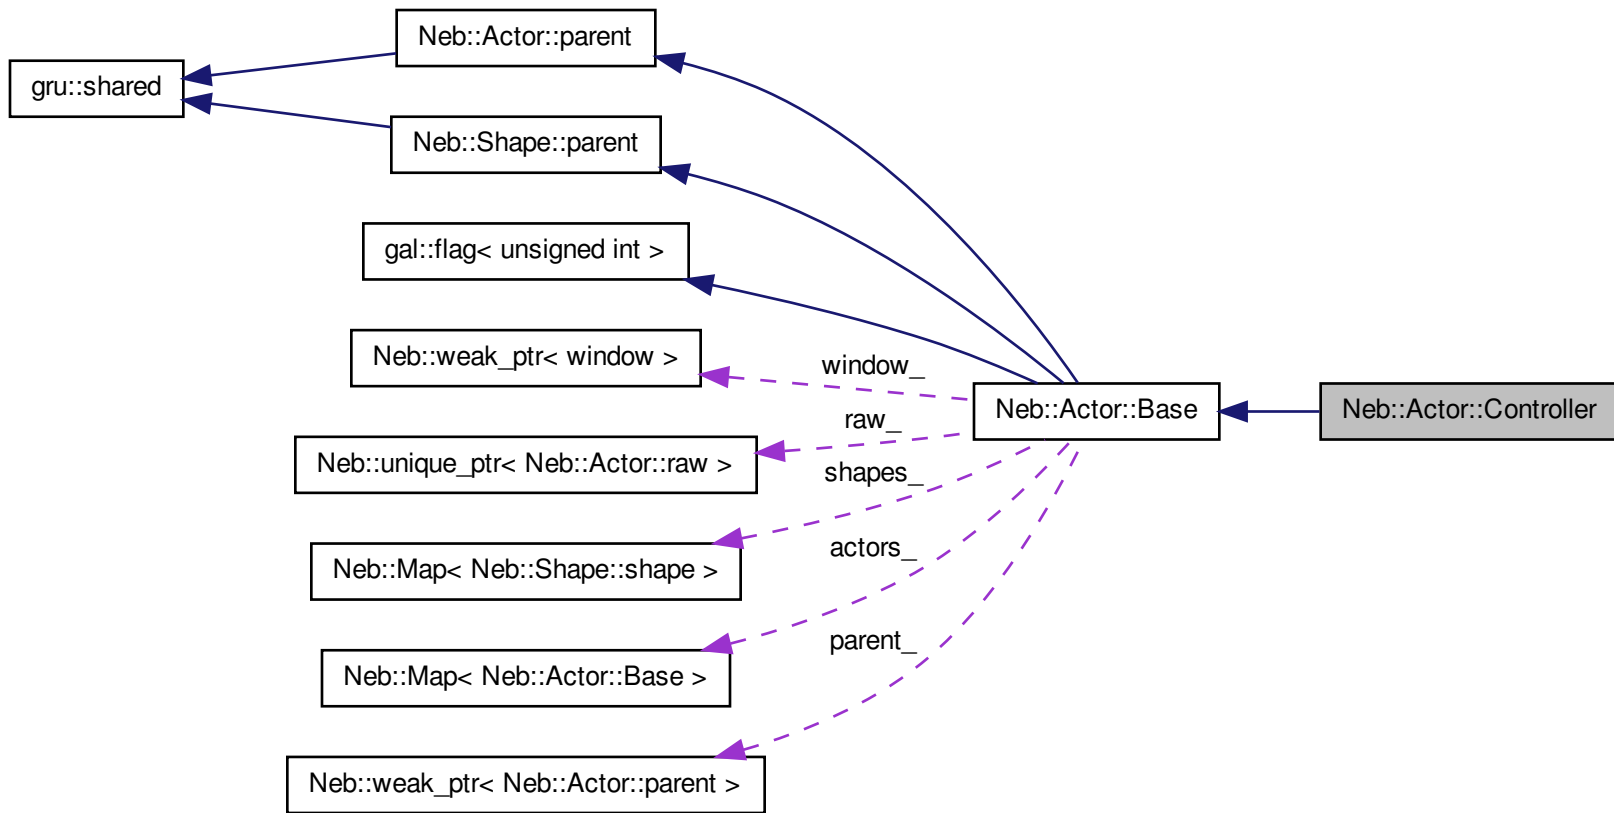 Neb::Actor::parent
gru::shared
Neb::Shape::parent
gal::flag< unsigned int >
Neb::weak_ptr< window >
window_
Neb::Actor::Base
Neb::Actor::Controller
raw_
Neb::unique_ptr< Neb::Actor::raw >
shapes_
actors_
Neb::Map< Neb::Shape::shape >
parent_
Neb::Map< Neb::Actor::Base >
Neb::weak_ptr< Neb::Actor::parent >